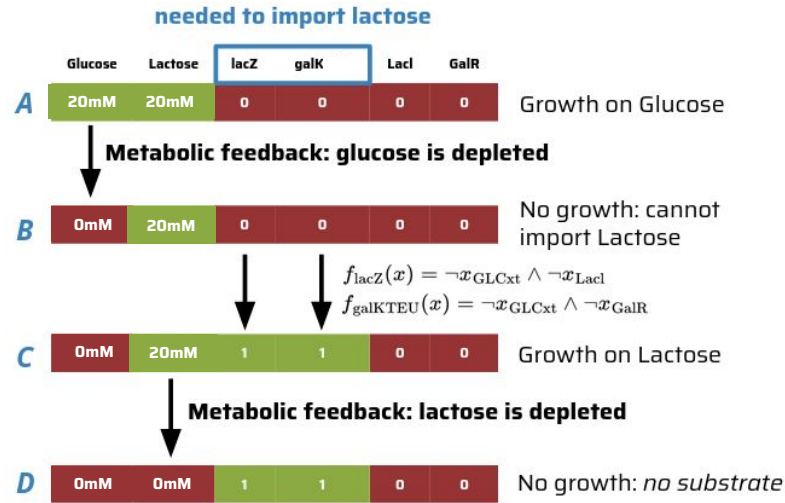 needed to import lactose
Glucose Lactose lacZ galK LacI GalR
A 20mM 20mM 0 0 0 0 Growth on Glucose
Metabolic feedback: glucose is depleted
B 0mM 20mM 0 0 0 0 No growth: cannot
import Lactose
f_lacZ(x) = ¬x_GLCxt ∧ ¬x_LacI
f_galKTEU(x) = ¬x_GLCxt ∧ ¬x_GalR
C 0mM 20mM 1 1 0 0 Growth on Lactose
Metabolic feedback: lactose is depleted
D 0mM 0mM 1 1 0 0 No growth: no substrate